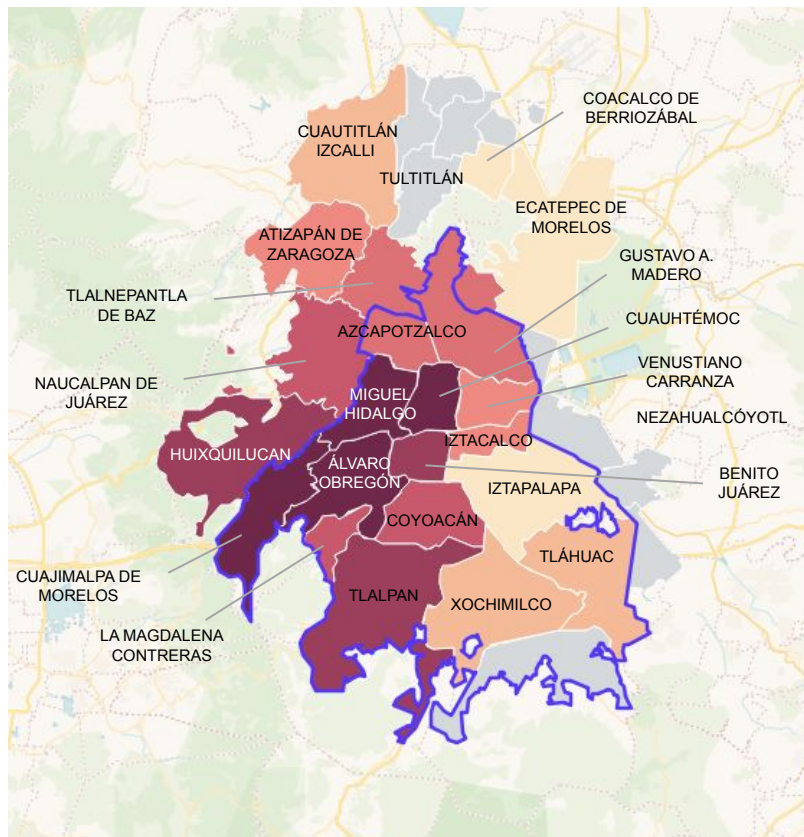 COACALCO DE
BERRIOZÁBAL
CUAUTITLÁN
IZCALLI
TULTITLÁN
ECATEPEC DE
MORELOS
ATIZAPÁN DE
ZARAGOZA
GUSTAVO A.
MADERO
TLALNEPANTLA
DE BAZ
AZCAPOTZALCO
CUAUHTÉMOC
VENUSTIANO
CARRANZA
NAUCALPAN DE
JUÁREZ
MIGUEL
HIDALGO
NEZAHUALCÓYOTL
HUIXQUILUCAN
IZTACALCO
ÁLVARO
OBREGÓN
BENITO
JUÁREZ
IZTAPALAPA
COYOACÁN
TLÁHUAC
CUAJIMALPA DE
MORELOS
TLALPAN
XOCHIMILCO
LA MAGDALENA
CONTRERAS